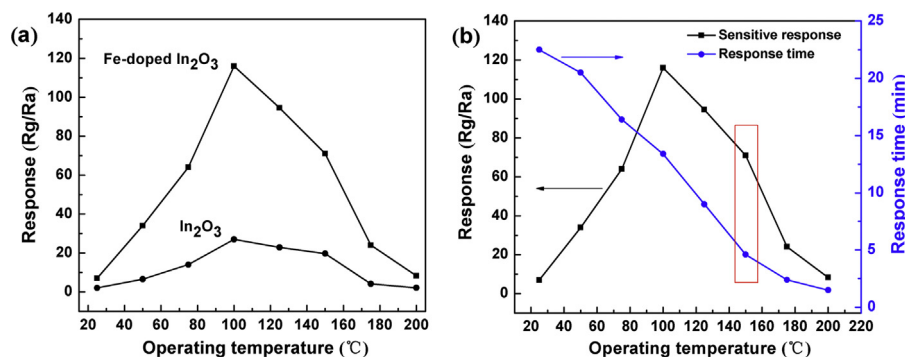 (a)
140
120
100
80
60
40
20
0
Response (Rg/Ra)
Fe-doped In₂O₃
In₂O₃
20 40 60 80 100 120 140 160 180 200
Operating temperature (℃)
(b)
140
120
100
80
60
40
20
0
Response (Rg/Ra)
Sensitive response
Response time
25
20
15
10
5
0
Response time (min)
20 40 60 80 100 120 140 160 180 200 220
Operating temperature (℃)